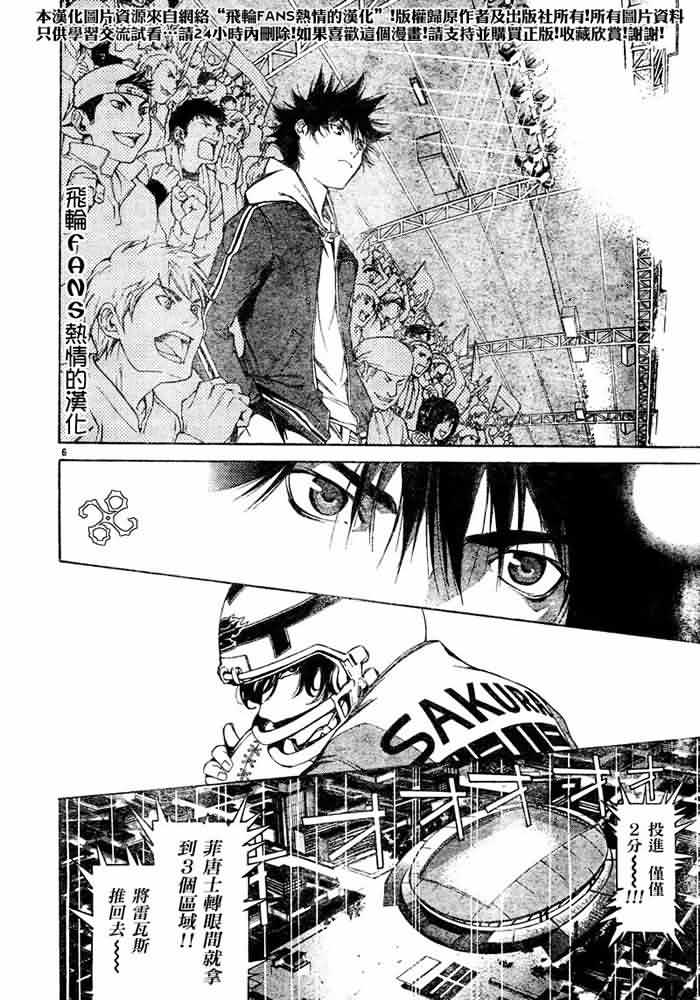 本漢化圖片資源來自網絡“飛輪FANS熱情的漢化”!版權歸原作者及出版社所有!所有圖片資料
只供學習交流試看…請24小時內刪除!如果喜歡這個漫畫!請支持並購買正版!收藏欣賞!謝謝!
飛輪FANS熱情的漢化
6
SAKURA
オオオオオオ
投進 僅僅
2分～～!!!
菲唐士轉眼間就拿
到3個區域!!
將雷瓦斯
推回去～～